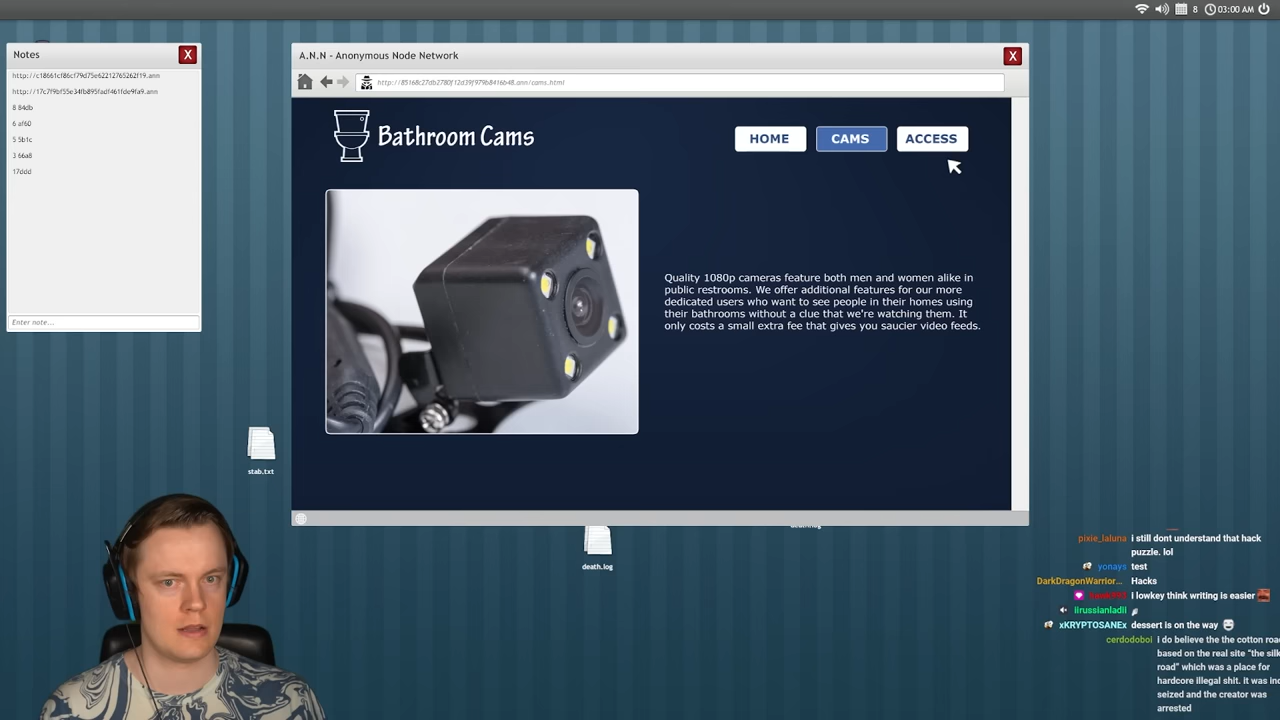 8
03:00 AM
Notes
X
http://c18661cf86cf79d75e62212765262f19.ann
http://17c7f9bf55e34fb895fadf461fde9fa9.ann
8 84db
6 af60
5 5b1c
3 66a8
17ddd
Enter note...
A.N.N - Anonymous Node Network
X
http://85168c27db2780f12d39f979b8416b48.ann/cams.html
Bathroom Cams
HOME
CAMS
ACCESS
Quality 1080p cameras feature both men and women alike in
public restrooms. We offer additional features for our more
dedicated users who want to see people in their homes using
their bathrooms without a clue that we're watching them. It
only costs a small extra fee that gives you saucier video feeds.
stab.txt
death.log
pixie_laluna i still dont understand that hack
puzzle. lol
yonays test
DarkDragonWarrior... Hacks
i lowkey think writing is easier
iirussianladii
xKRYPTOSANEx dessert is on the way
cerdodoboi i do believe the the cotton roa
based on the real site "the silk
road" which was a place for
hardcore illegal shit. it was in
seized and the creator was
arrested